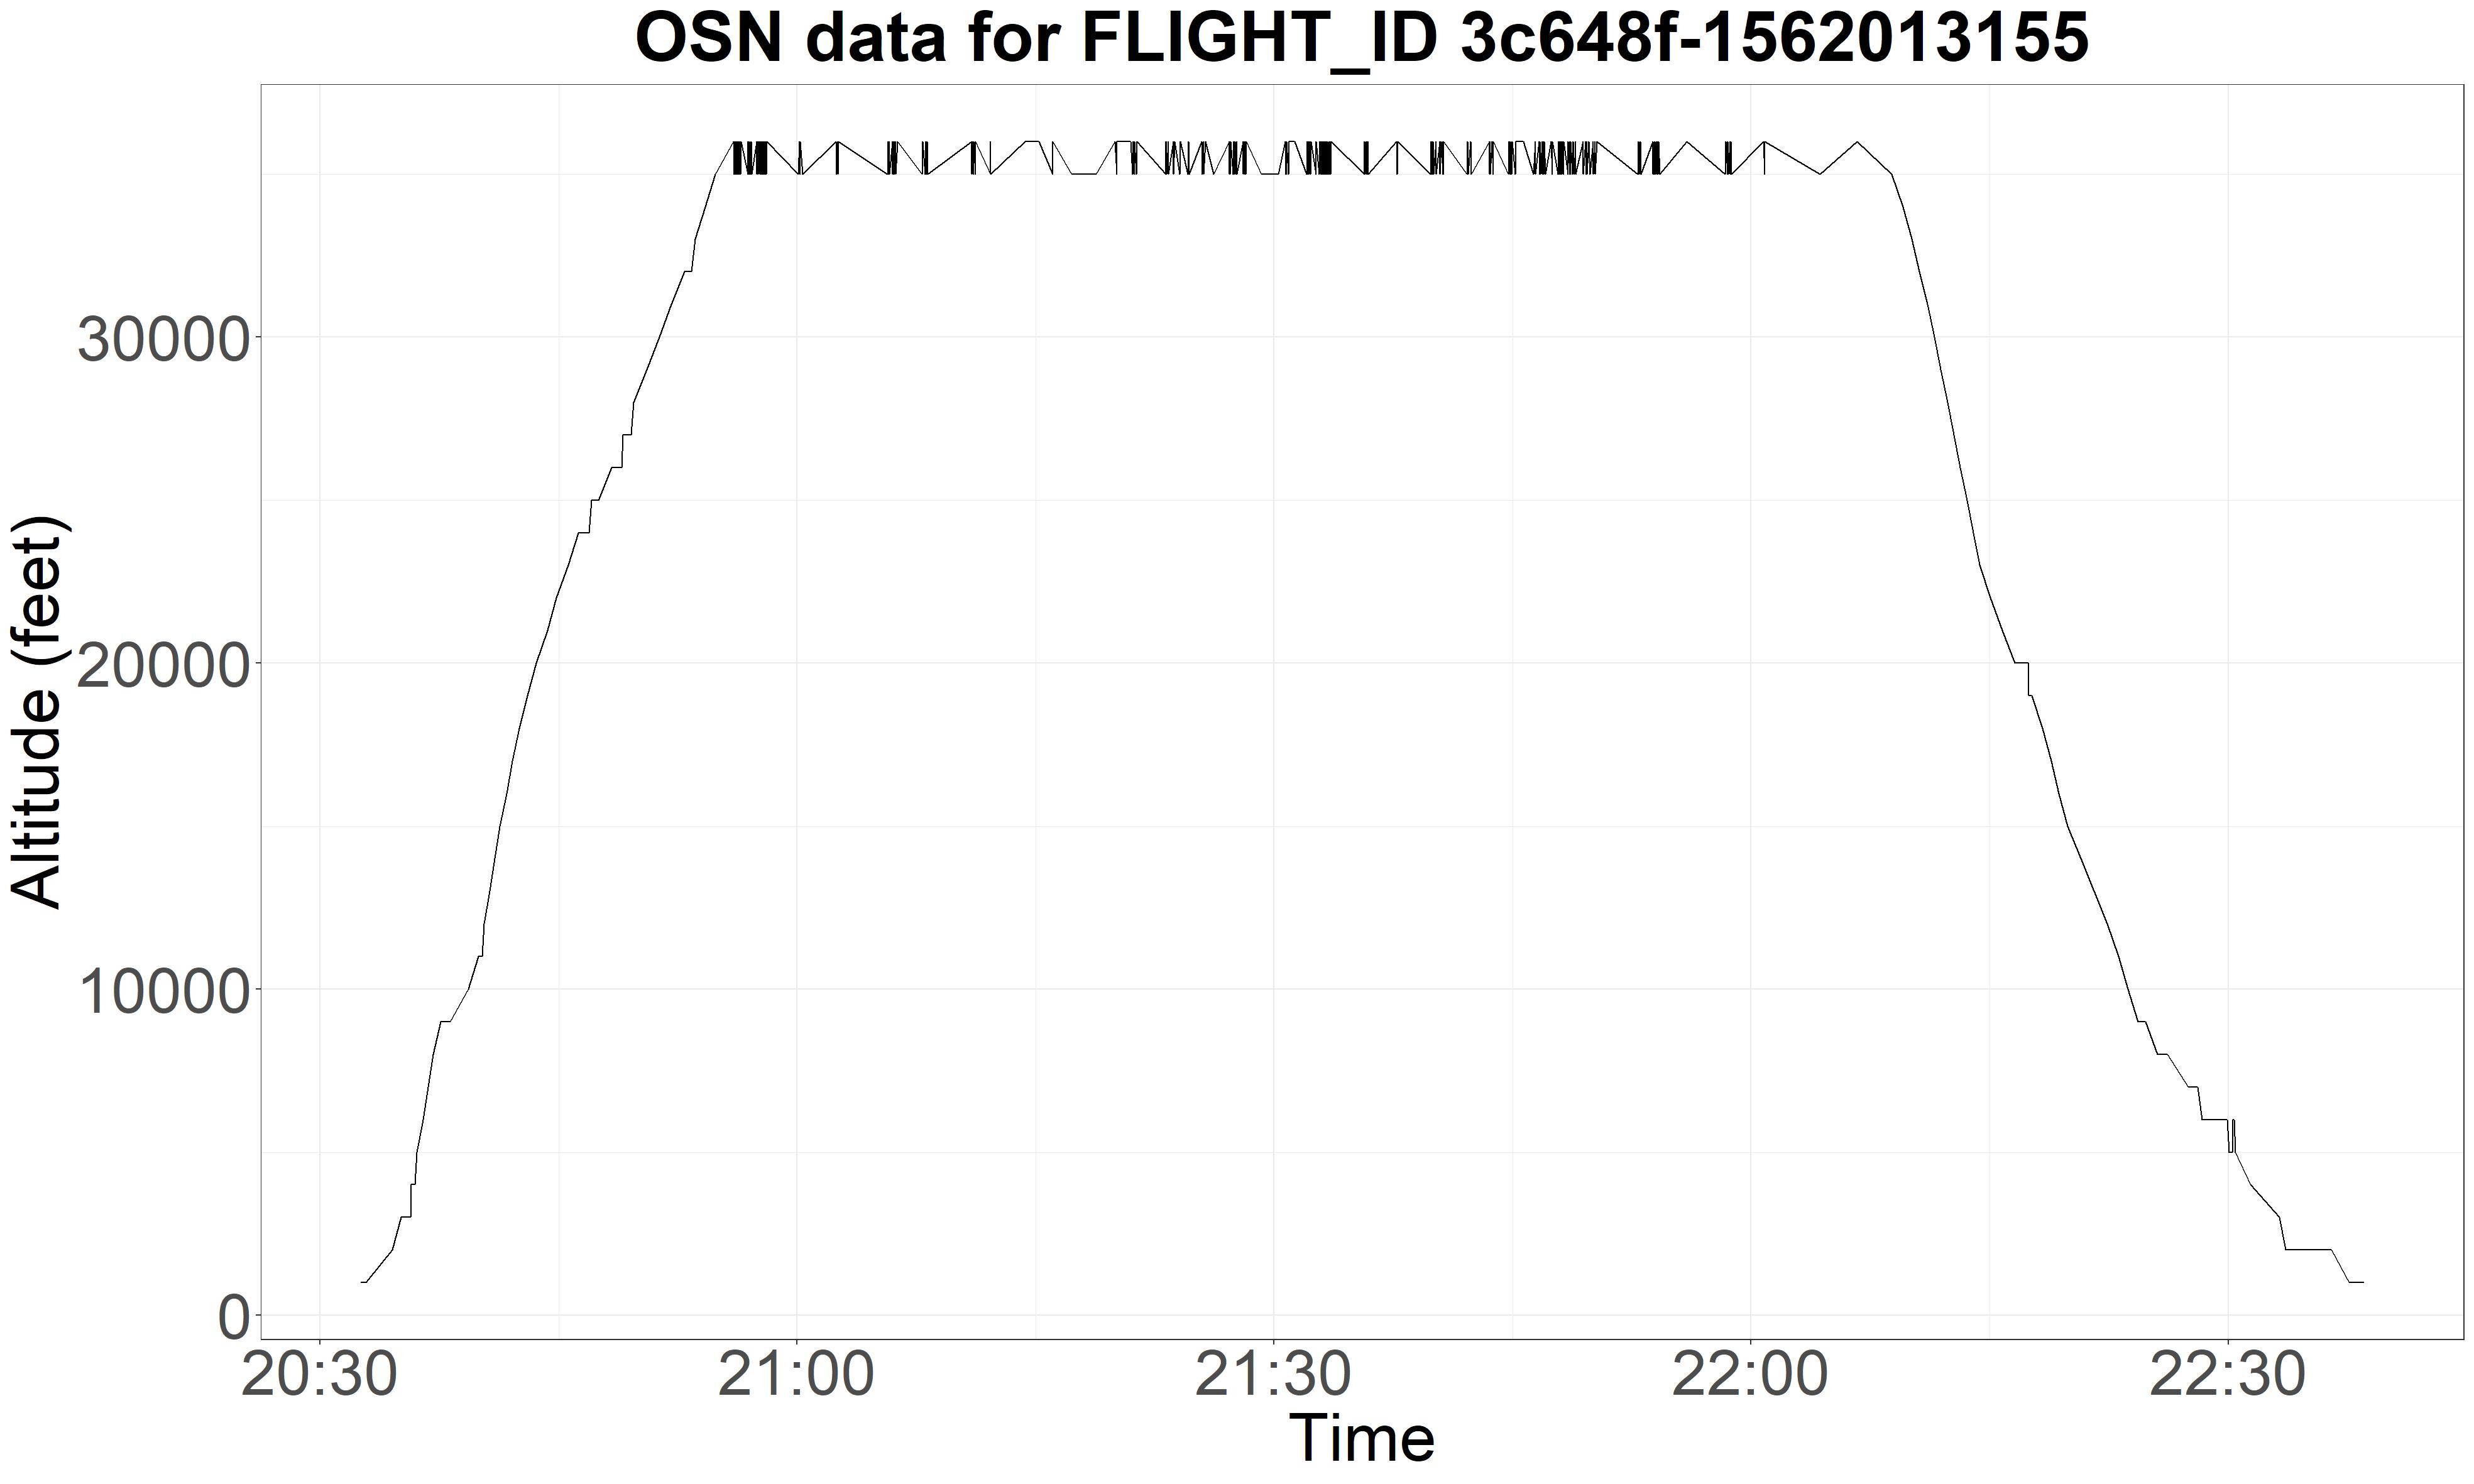 OSN data for FLIGHT_ID 3c648f-1562013155
Altitude (feet)
30000
20000
10000
0
20:30 21:00 21:30 22:00 22:30
Time